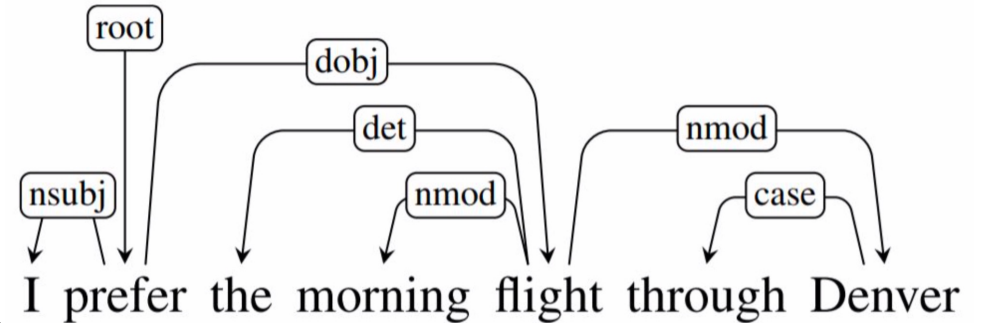 root
dobj
det nmod
nsubj nmod case
I prefer the morning flight through Denver